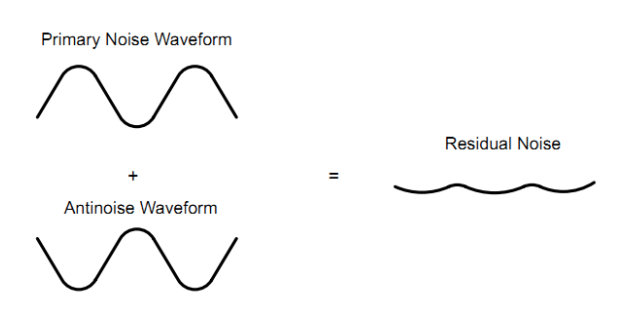 Primary Noise Waveform
+
Antinoise Waveform
=
Residual Noise